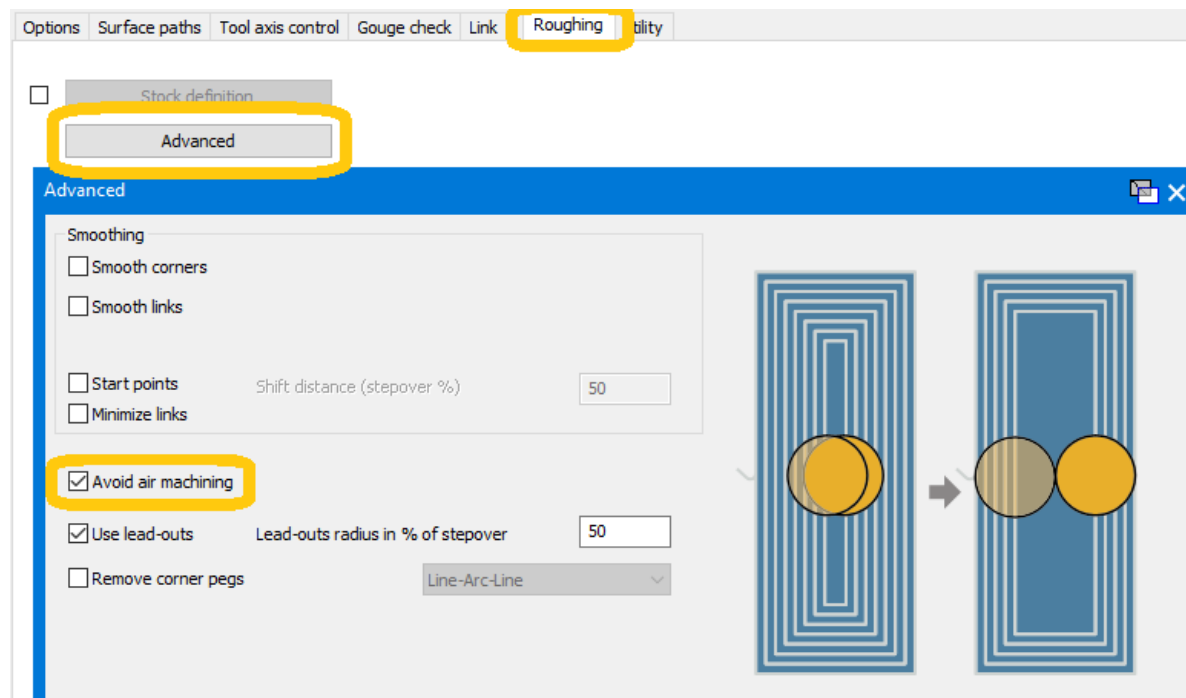 Options Surface paths Tool axis control Gouge check Link Roughing tility
Stock definition
Advanced
Advanced
Smoothing
Smooth corners
Smooth links
Start points Shift distance (stepover %) 50
Minimize links
Avoid air machining
Use lead-outs Lead-outs radius in % of stepover 50
Remove corner pegs Line-Arc-Line